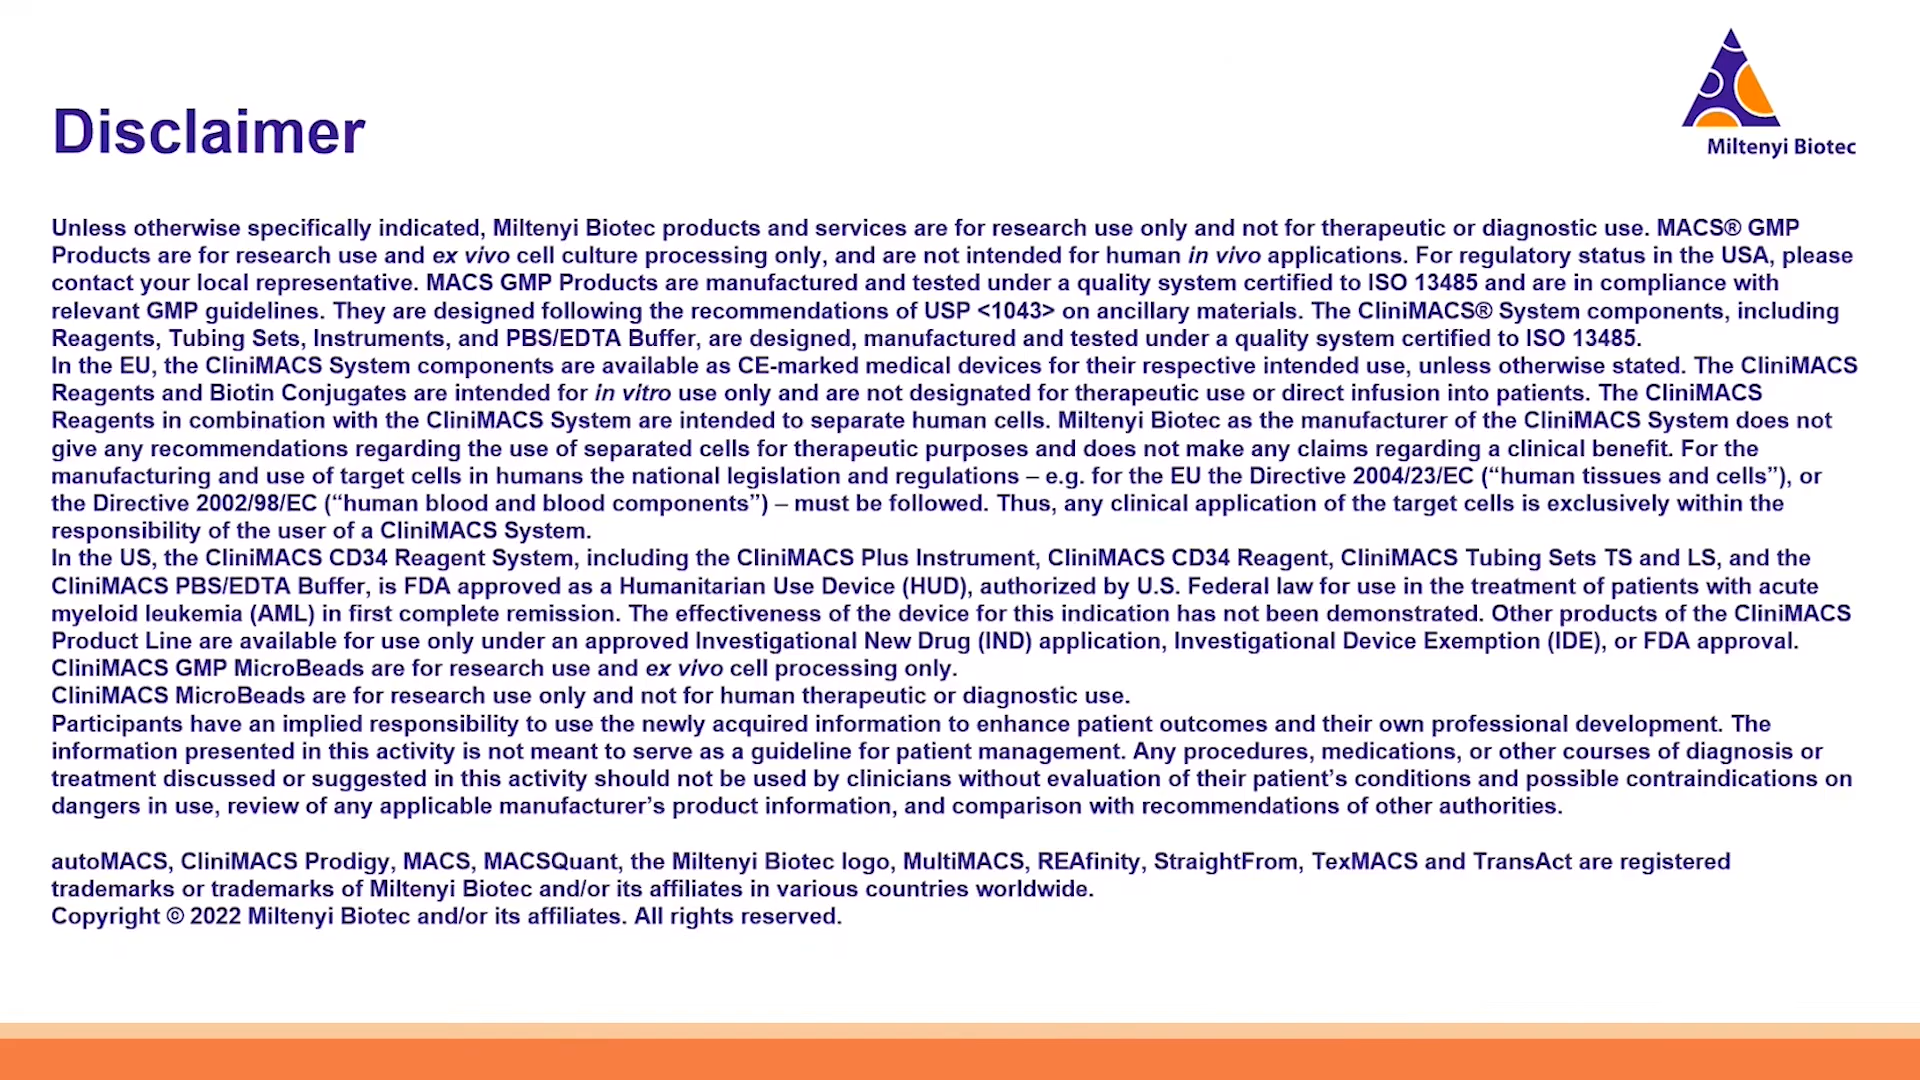 Miltenyi Biotec
Disclaimer
Unless otherwise specifically indicated, Miltenyi Biotec products and services are for research use only and not for therapeutic or diagnostic use. MACS® GMP
Products are for research use and ex vivo cell culture processing only, and are not intended for human in vivo applications. For regulatory status in the USA, please
contact your local representative. MACS GMP Products are manufactured and tested under a quality system certified to ISO 13485 and are in compliance with
relevant GMP guidelines. They are designed following the recommendations of USP <1043> on ancillary materials. The CliniMACS® System components, including
Reagents, Tubing Sets, Instruments, and PBS/EDTA Buffer, are designed, manufactured and tested under a quality system certified to ISO 13485.
In the EU, the CliniMACS System components are available as CE-marked medical devices for their respective intended use, unless otherwise stated. The CliniMACS
Reagents and Biotin Conjugates are intended for in vitro use only and are not designated for therapeutic use or direct infusion into patients. The CliniMACS
Reagents in combination with the CliniMACS System are intended to separate human cells. Miltenyi Biotec as the manufacturer of the CliniMACS System does not
give any recommendations regarding the use of separated cells for therapeutic purposes and does not make any claims regarding a clinical benefit. For the
manufacturing and use of target cells in humans the national legislation and regulations – e.g. for the EU the Directive 2004/23/EC (“human tissues and cells”), or
the Directive 2002/98/EC (“human blood and blood components”) – must be followed. Thus, any clinical application of the target cells is exclusively within the
responsibility of the user of a CliniMACS System.
In the US, the CliniMACS CD34 Reagent System, including the CliniMACS Plus Instrument, CliniMACS CD34 Reagent, CliniMACS Tubing Sets TS and LS, and the
CliniMACS PBS/EDTA Buffer, is FDA approved as a Humanitarian Use Device (HUD), authorized by U.S. Federal law for use in the treatment of patients with acute
myeloid leukemia (AML) in first complete remission. The effectiveness of the device for this indication has not been demonstrated. Other products of the CliniMACS
Product Line are available for use only under an approved Investigational New Drug (IND) application, Investigational Device Exemption (IDE), or FDA approval.
CliniMACS GMP MicroBeads are for research use and ex vivo cell processing only.
CliniMACS MicroBeads are for research use only and not for human therapeutic or diagnostic use.
Participants have an implied responsibility to use the newly acquired information to enhance patient outcomes and their own professional development. The
information presented in this activity is not meant to serve as a guideline for patient management. Any procedures, medications, or other courses of diagnosis or
treatment discussed or suggested in this activity should not be used by clinicians without evaluation of their patient’s conditions and possible contraindications on
dangers in use, review of any applicable manufacturer’s product information, and comparison with recommendations of other authorities.
autoMACS, CliniMACS Prodigy, MACS, MACSQuant, the Miltenyi Biotec logo, MultiMACS, REAfinity, StraightFrom, TexMACS and TransAct are registered
trademarks or trademarks of Miltenyi Biotec and/or its affiliates in various countries worldwide.
Copyright © 2022 Miltenyi Biotec and/or its affiliates. All rights reserved.